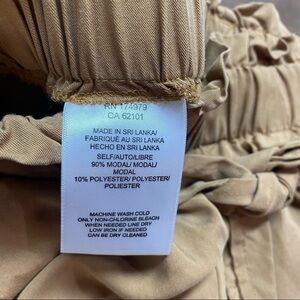 RN 174979
CA 62101
MADE IN SRI LANKA/
FABRIQUÉ AU SRI LANKA/
HECHO EN SRI LANKA
SELF/AUTO/LIBRE
90% MODAL/ MODAL/
MODAL
10% POLYESTER/ POLYESTER/
POLIESTER
MACHINE WASH COLD
ONLY NON-CHLORINE BLEACH
WHEN NEEDED LINE DRY
LOW IRON IF NEEDED
CAN BE DRY CLEANED